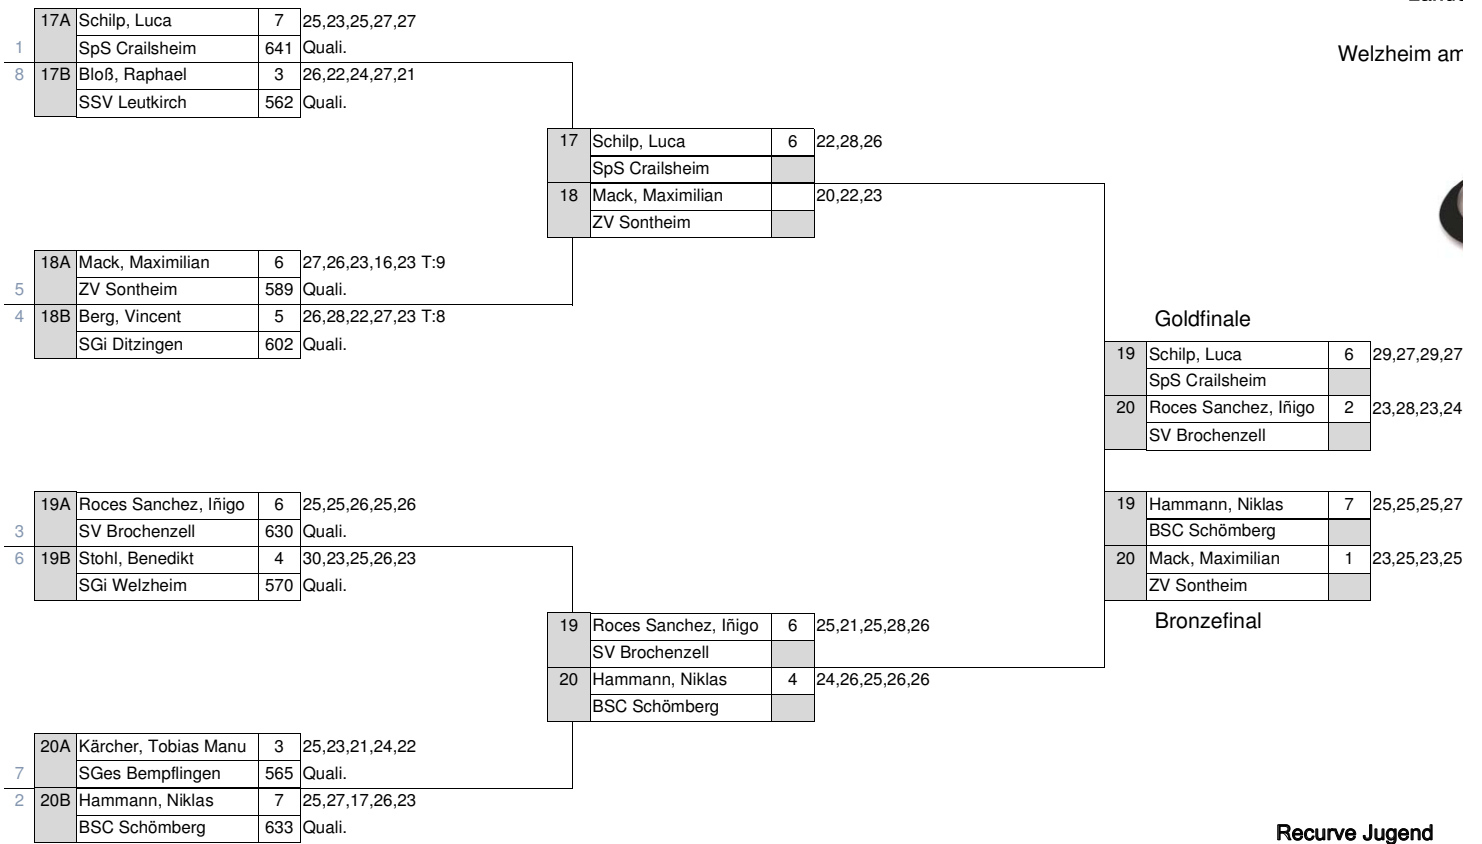 Welzheim am
17A Schilp, Luca 7 25,23,25,27,27
1 SpS Crailsheim 641 Quali.
8 17B Bloß, Raphael 3 26,22,24,27,21
SSV Leutkirch 562 Quali.
17 Schilp, Luca 6 22,28,26
SpS Crailsheim
18 Mack, Maximilian 20,22,23
ZV Sontheim
18A Mack, Maximilian 6 27,26,23,16,23 T:9
5 ZV Sontheim 589 Quali.
4 18B Berg, Vincent 5 26,28,22,27,23 T:8
SGi Ditzingen 602 Quali.
Goldfinale
19 Schilp, Luca 6 29,27,29,27
SpS Crailsheim
20 Roces Sanchez, Iñigo 2 23,28,23,24
SV Brochenzell
19A Roces Sanchez, Iñigo 6 25,25,26,25,26
3 SV Brochenzell 630 Quali.
6 19B Stohl, Benedikt 4 30,23,25,26,23
SGi Welzheim 570 Quali.
19 Hammann, Niklas 7 25,25,25,27
BSC Schömberg
20 Mack, Maximilian 1 23,25,23,25
ZV Sontheim
Bronzefinal
19 Roces Sanchez, Iñigo 6 25,21,25,28,26
SV Brochenzell
20 Hammann, Niklas 4 24,26,25,26,26
BSC Schömberg
20A Kärcher, Tobias Manu 3 25,23,21,24,22
7 SGes Bempflingen 565 Quali.
2 20B Hammann, Niklas 7 25,27,17,26,23
BSC Schömberg 633 Quali.
Recurve Jugend